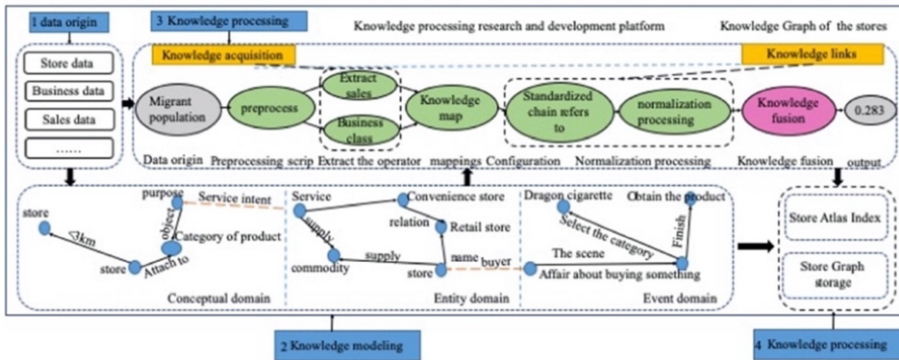 1 data origin
3 Knowledge processing
Knowledge processing research and development platform
Knowledge Graph of the stores
Knowledge acquisition
Knowledge links
Store data
Business data
Sales data
......
Migrant
population
preprocess
Extract
sales
Business
class
Knowledge
map
Standardized
chain refers
to
normalization
processing
Knowledge
fusion
0.283
Data origin
Preprocessing scrip
Extract the operator
mappings
Configuration
Normalization processing
Knowledge fusion
output
purpose
Service intent
store
<3km
object
Category of product
store
Attach to
Conceptual domain
Service
Convenience store
supply
relation
Retail store
commodity
supply
name
store
buyer
Entity domain
Dragon cigarette
Obtain the product
Select the category
Finish
The scene
Affair about buying something
Event domain
Store Atlas Index
Store Graph
storage
2 Knowledge modeling
4 Knowledge processing